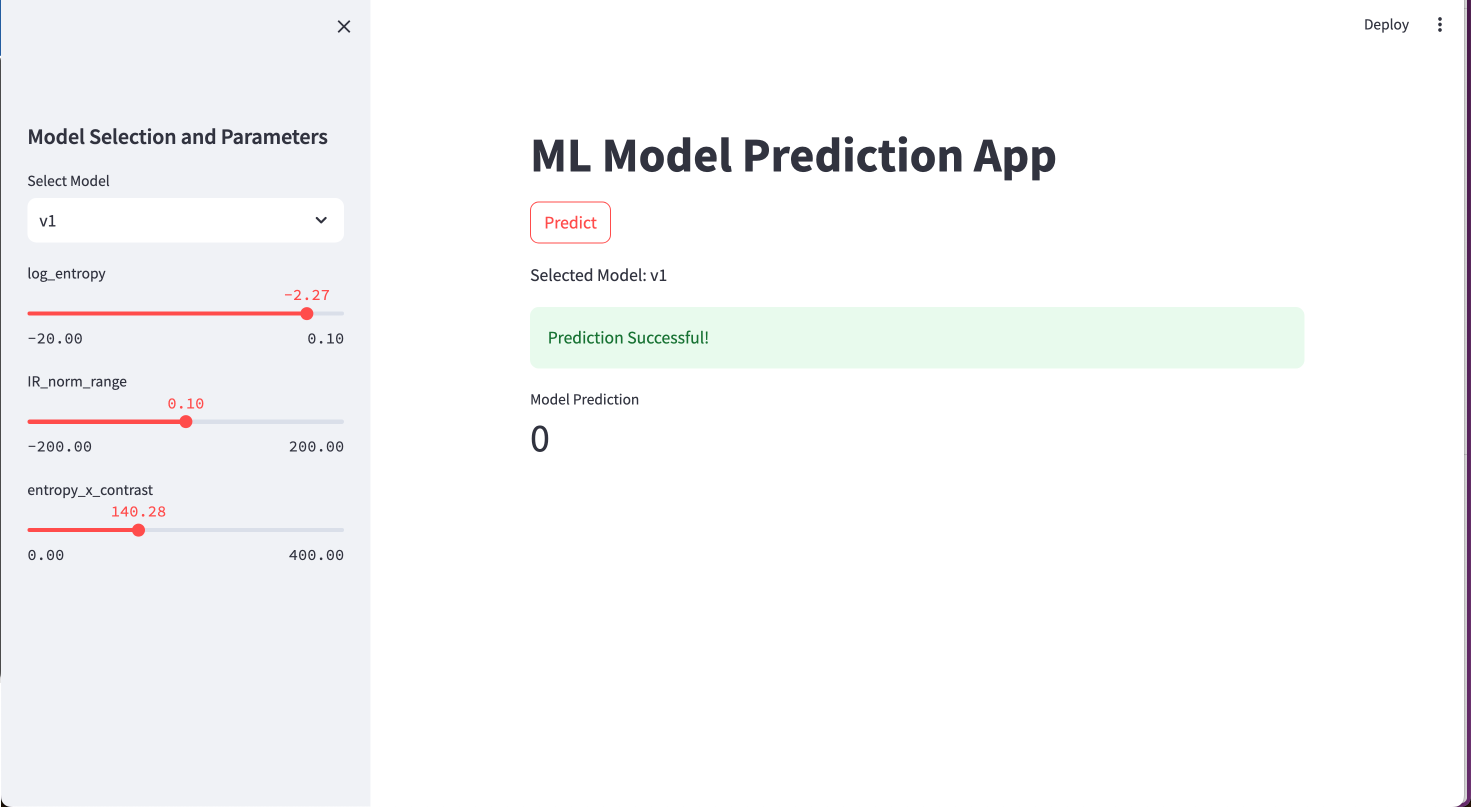 Deploy
Model Selection and Parameters
Select Model
v1
log_entropy
-2.27
-20.00 0.10
IR_norm_range
0.10
-200.00 200.00
entropy_x_contrast
140.28
0.00 400.00
ML Model Prediction App
Predict
Selected Model: v1
Prediction Successful!
Model Prediction
0